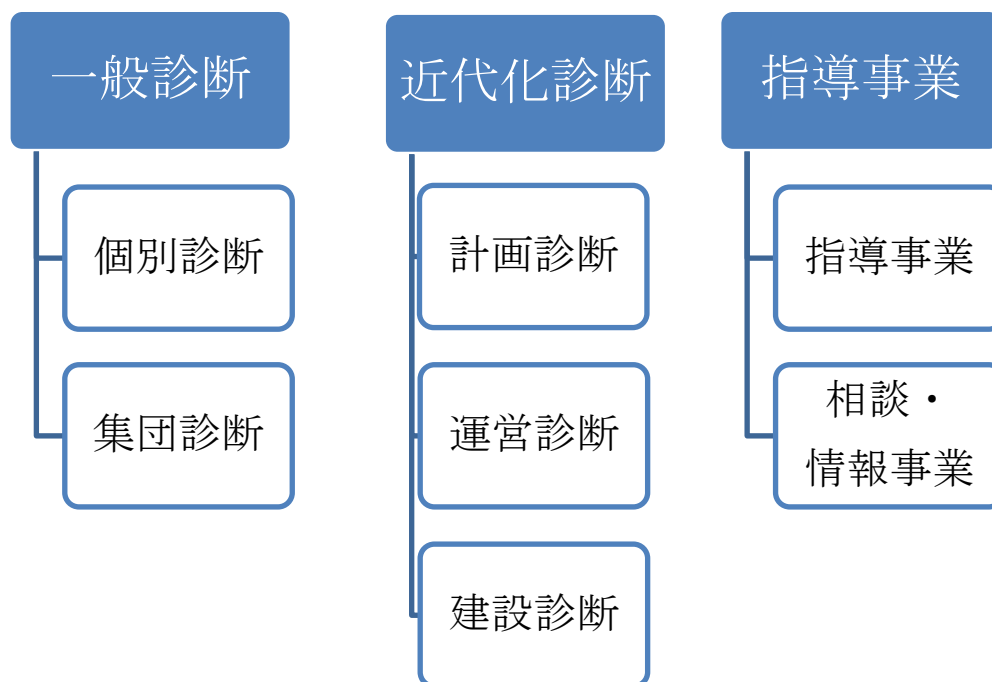 一般診断
個別診断
集団診断
近代化診断
計画診断
運営診断
建設診断
指導事業
指導事業
相談・
情報事業